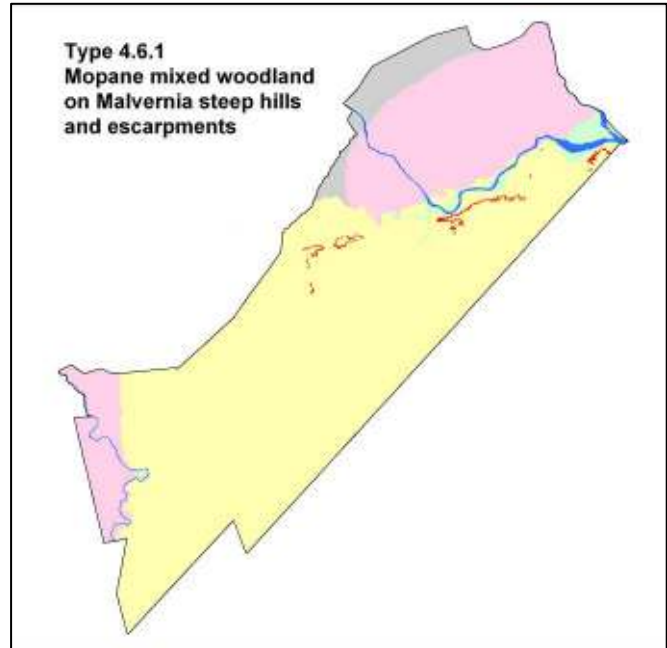 Type 4.6.1
Mopane mixed woodland
on Malvernia steep hills
and escarpments